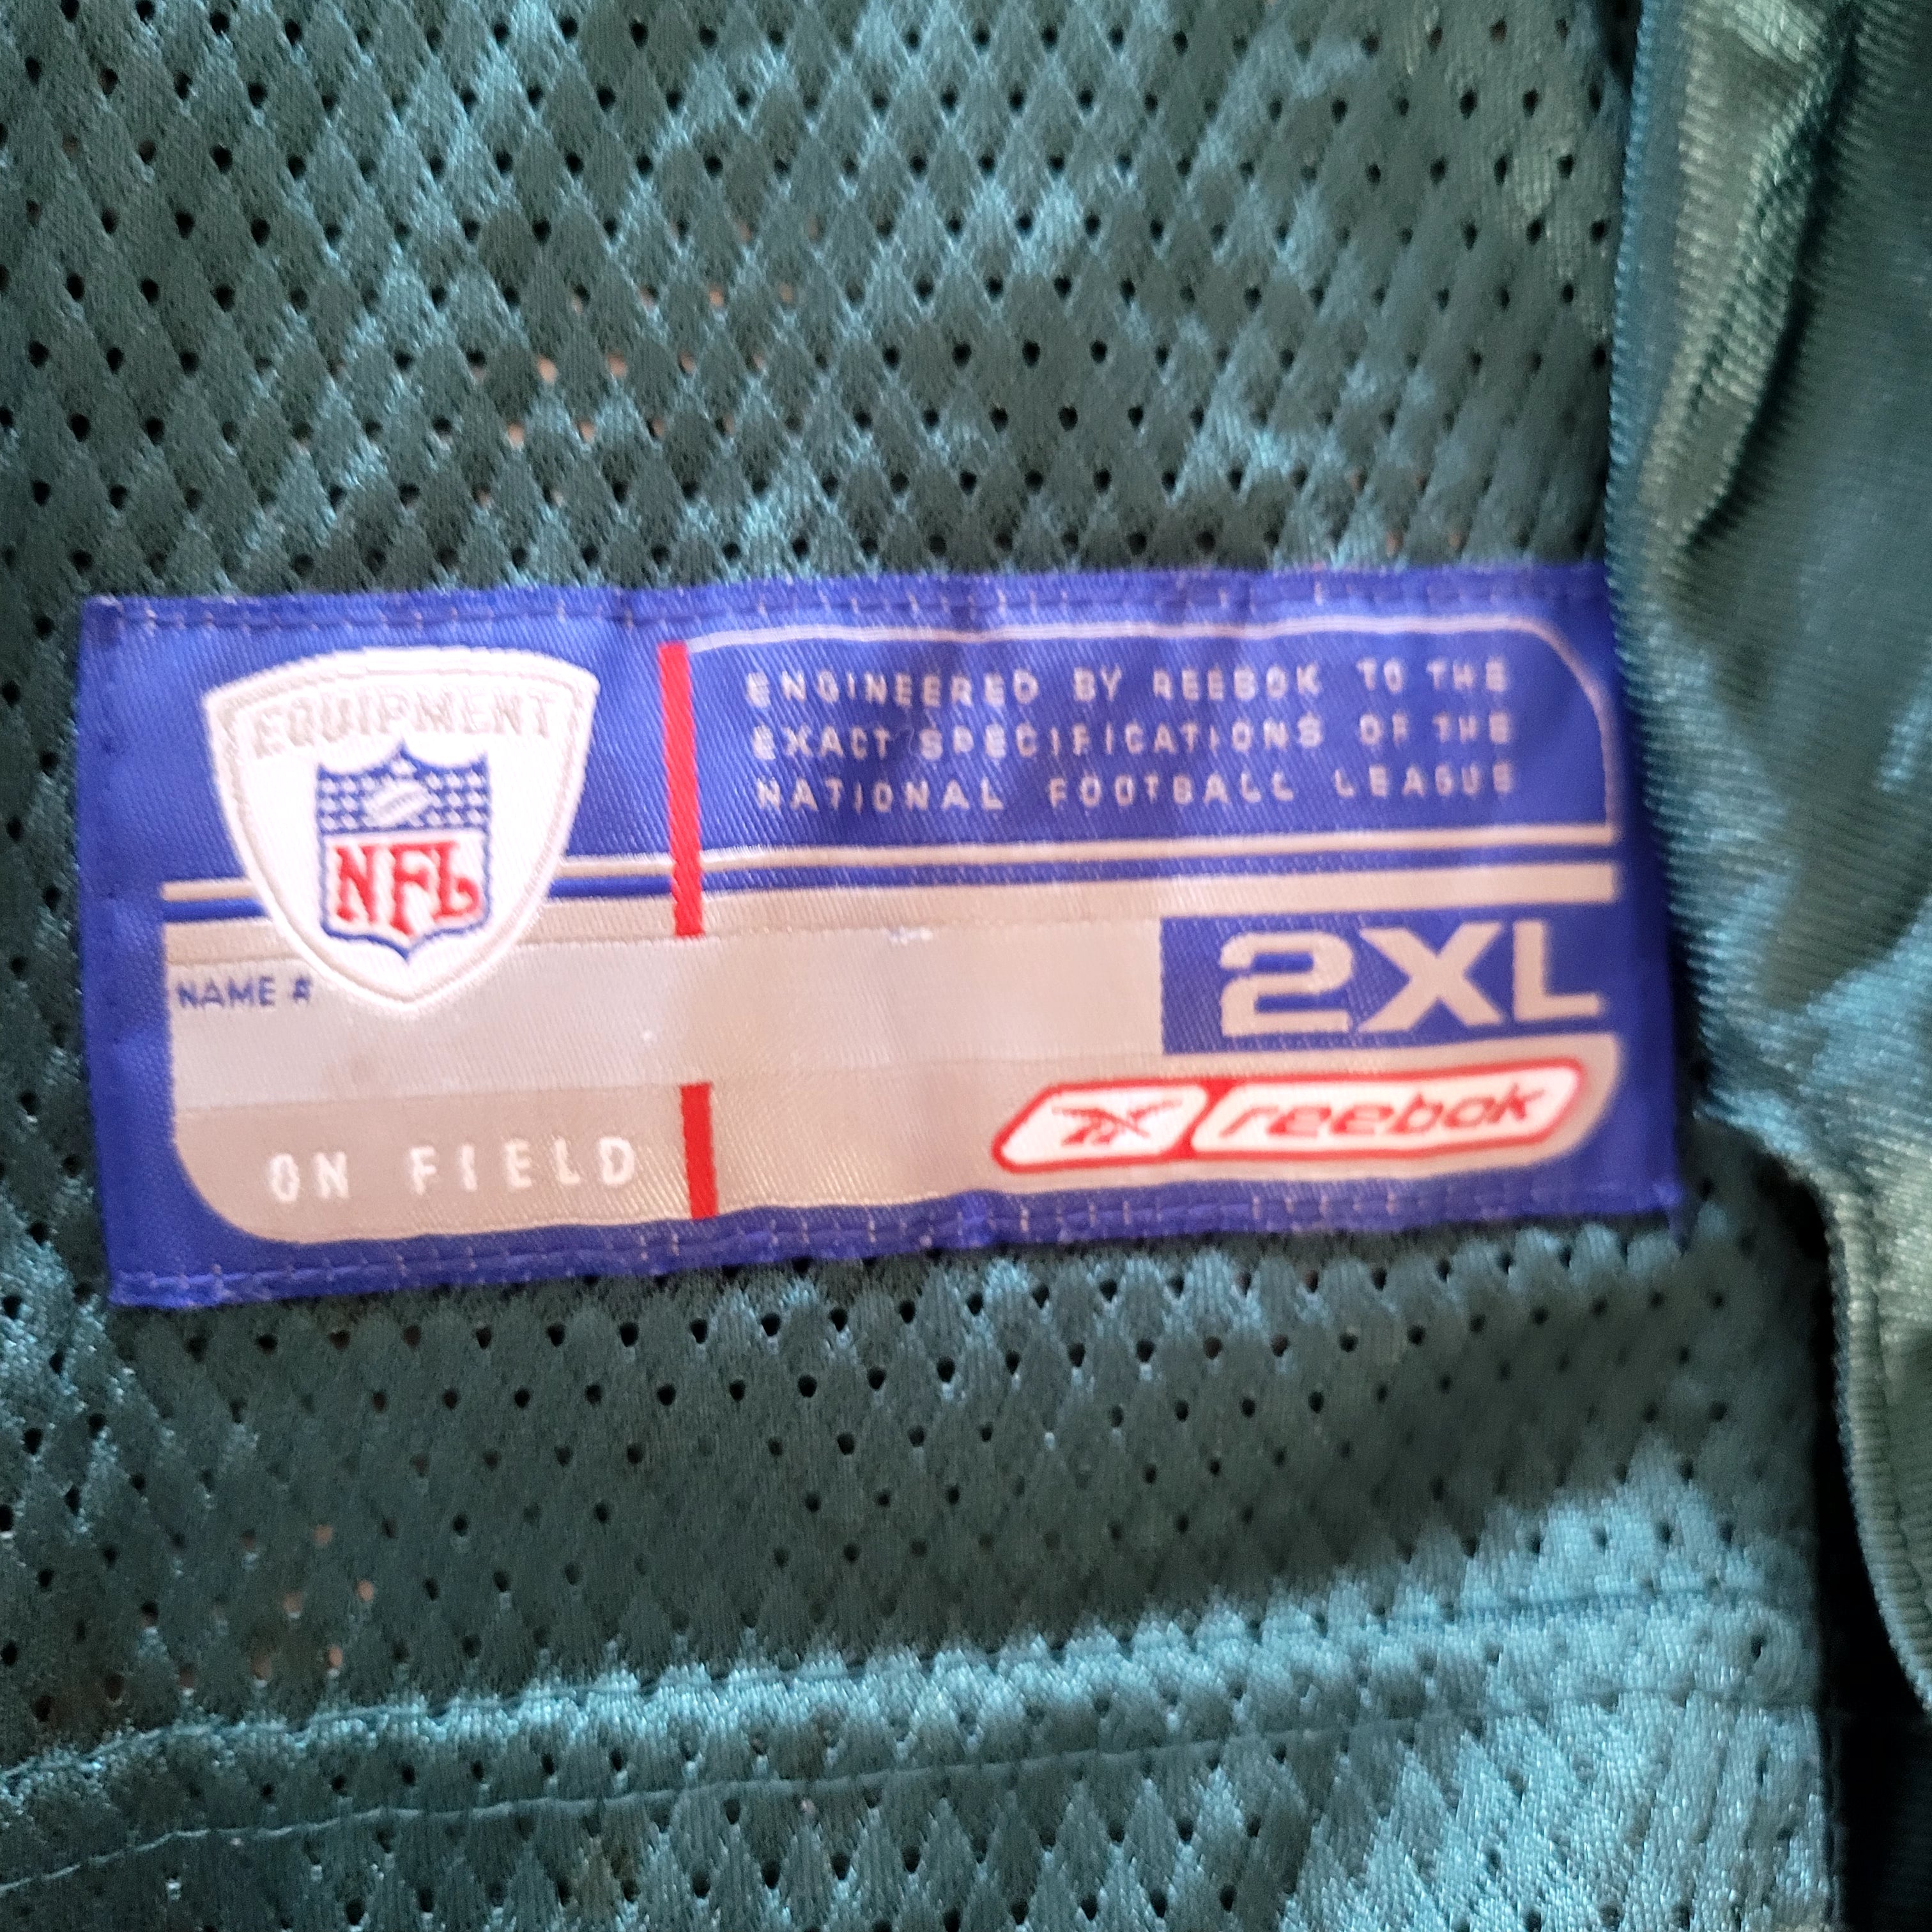 EQUIPMENT
NFL
ENGINEERED BY REEBOK TO THE
EXACT SPECIFICATIONS OF THE
NATIONAL FOOTBALL LEAGUE
NAME #
2XL
ON FIELD
reebok